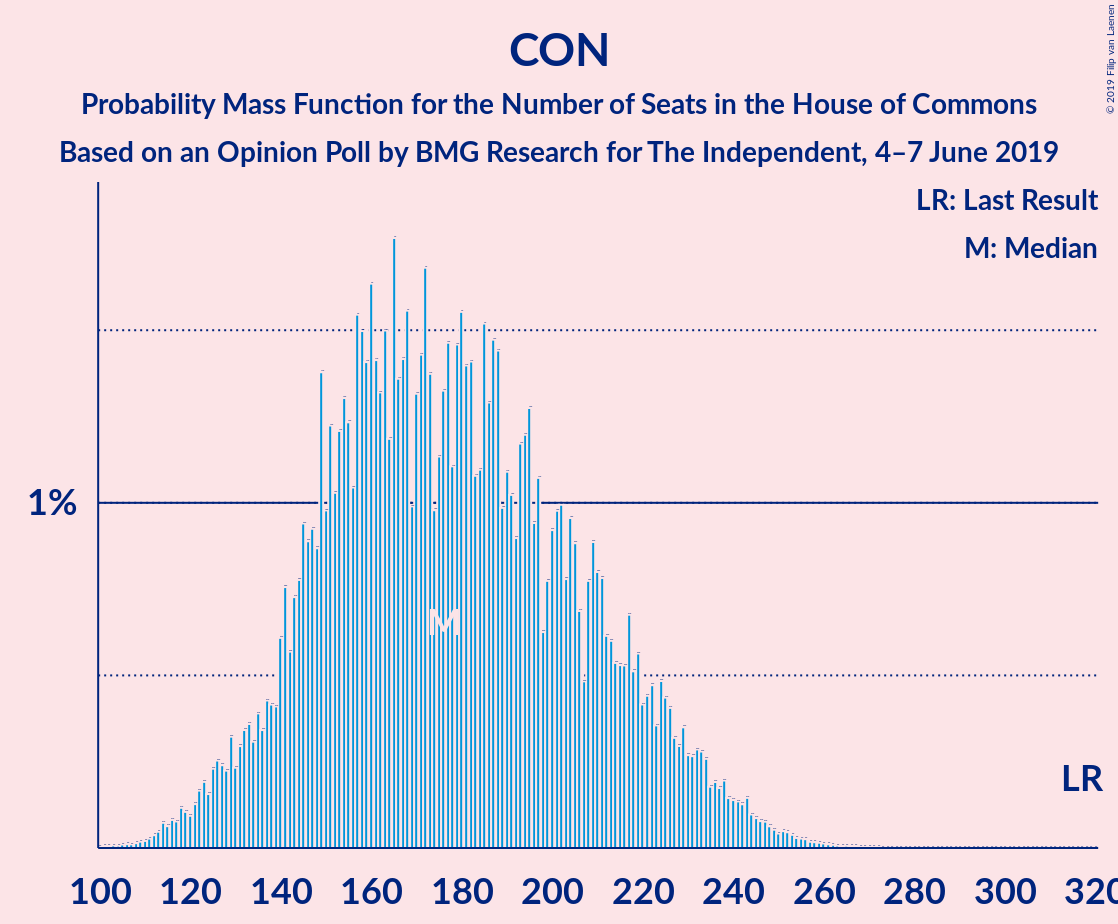 CON
Probability Mass Function for the Number of Seats in the House of Commons
Based on an Opinion Poll by BMG Research for The Independent, 4–7 June 2019
© 2019 Filip van Laenen
LR: Last Result
M: Median
1%
M
LR
100 120 140 160 180 200 220 240 260 280 300 320